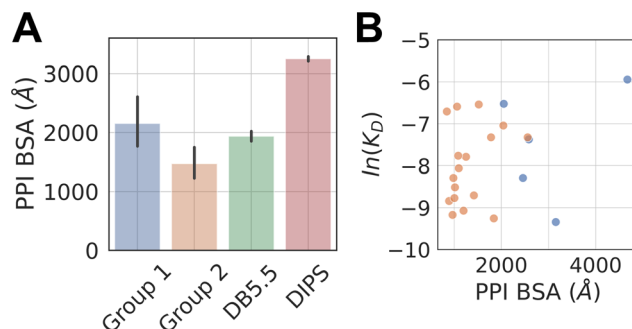 A
PPI BSA (Å)
3000
2000
1000
0
Group 1
Group 2
DB5.5
DIPS
B
ln(K_D)
−5
−6
−7
−8
−9
−10
2000
4000
PPI BSA (Å)